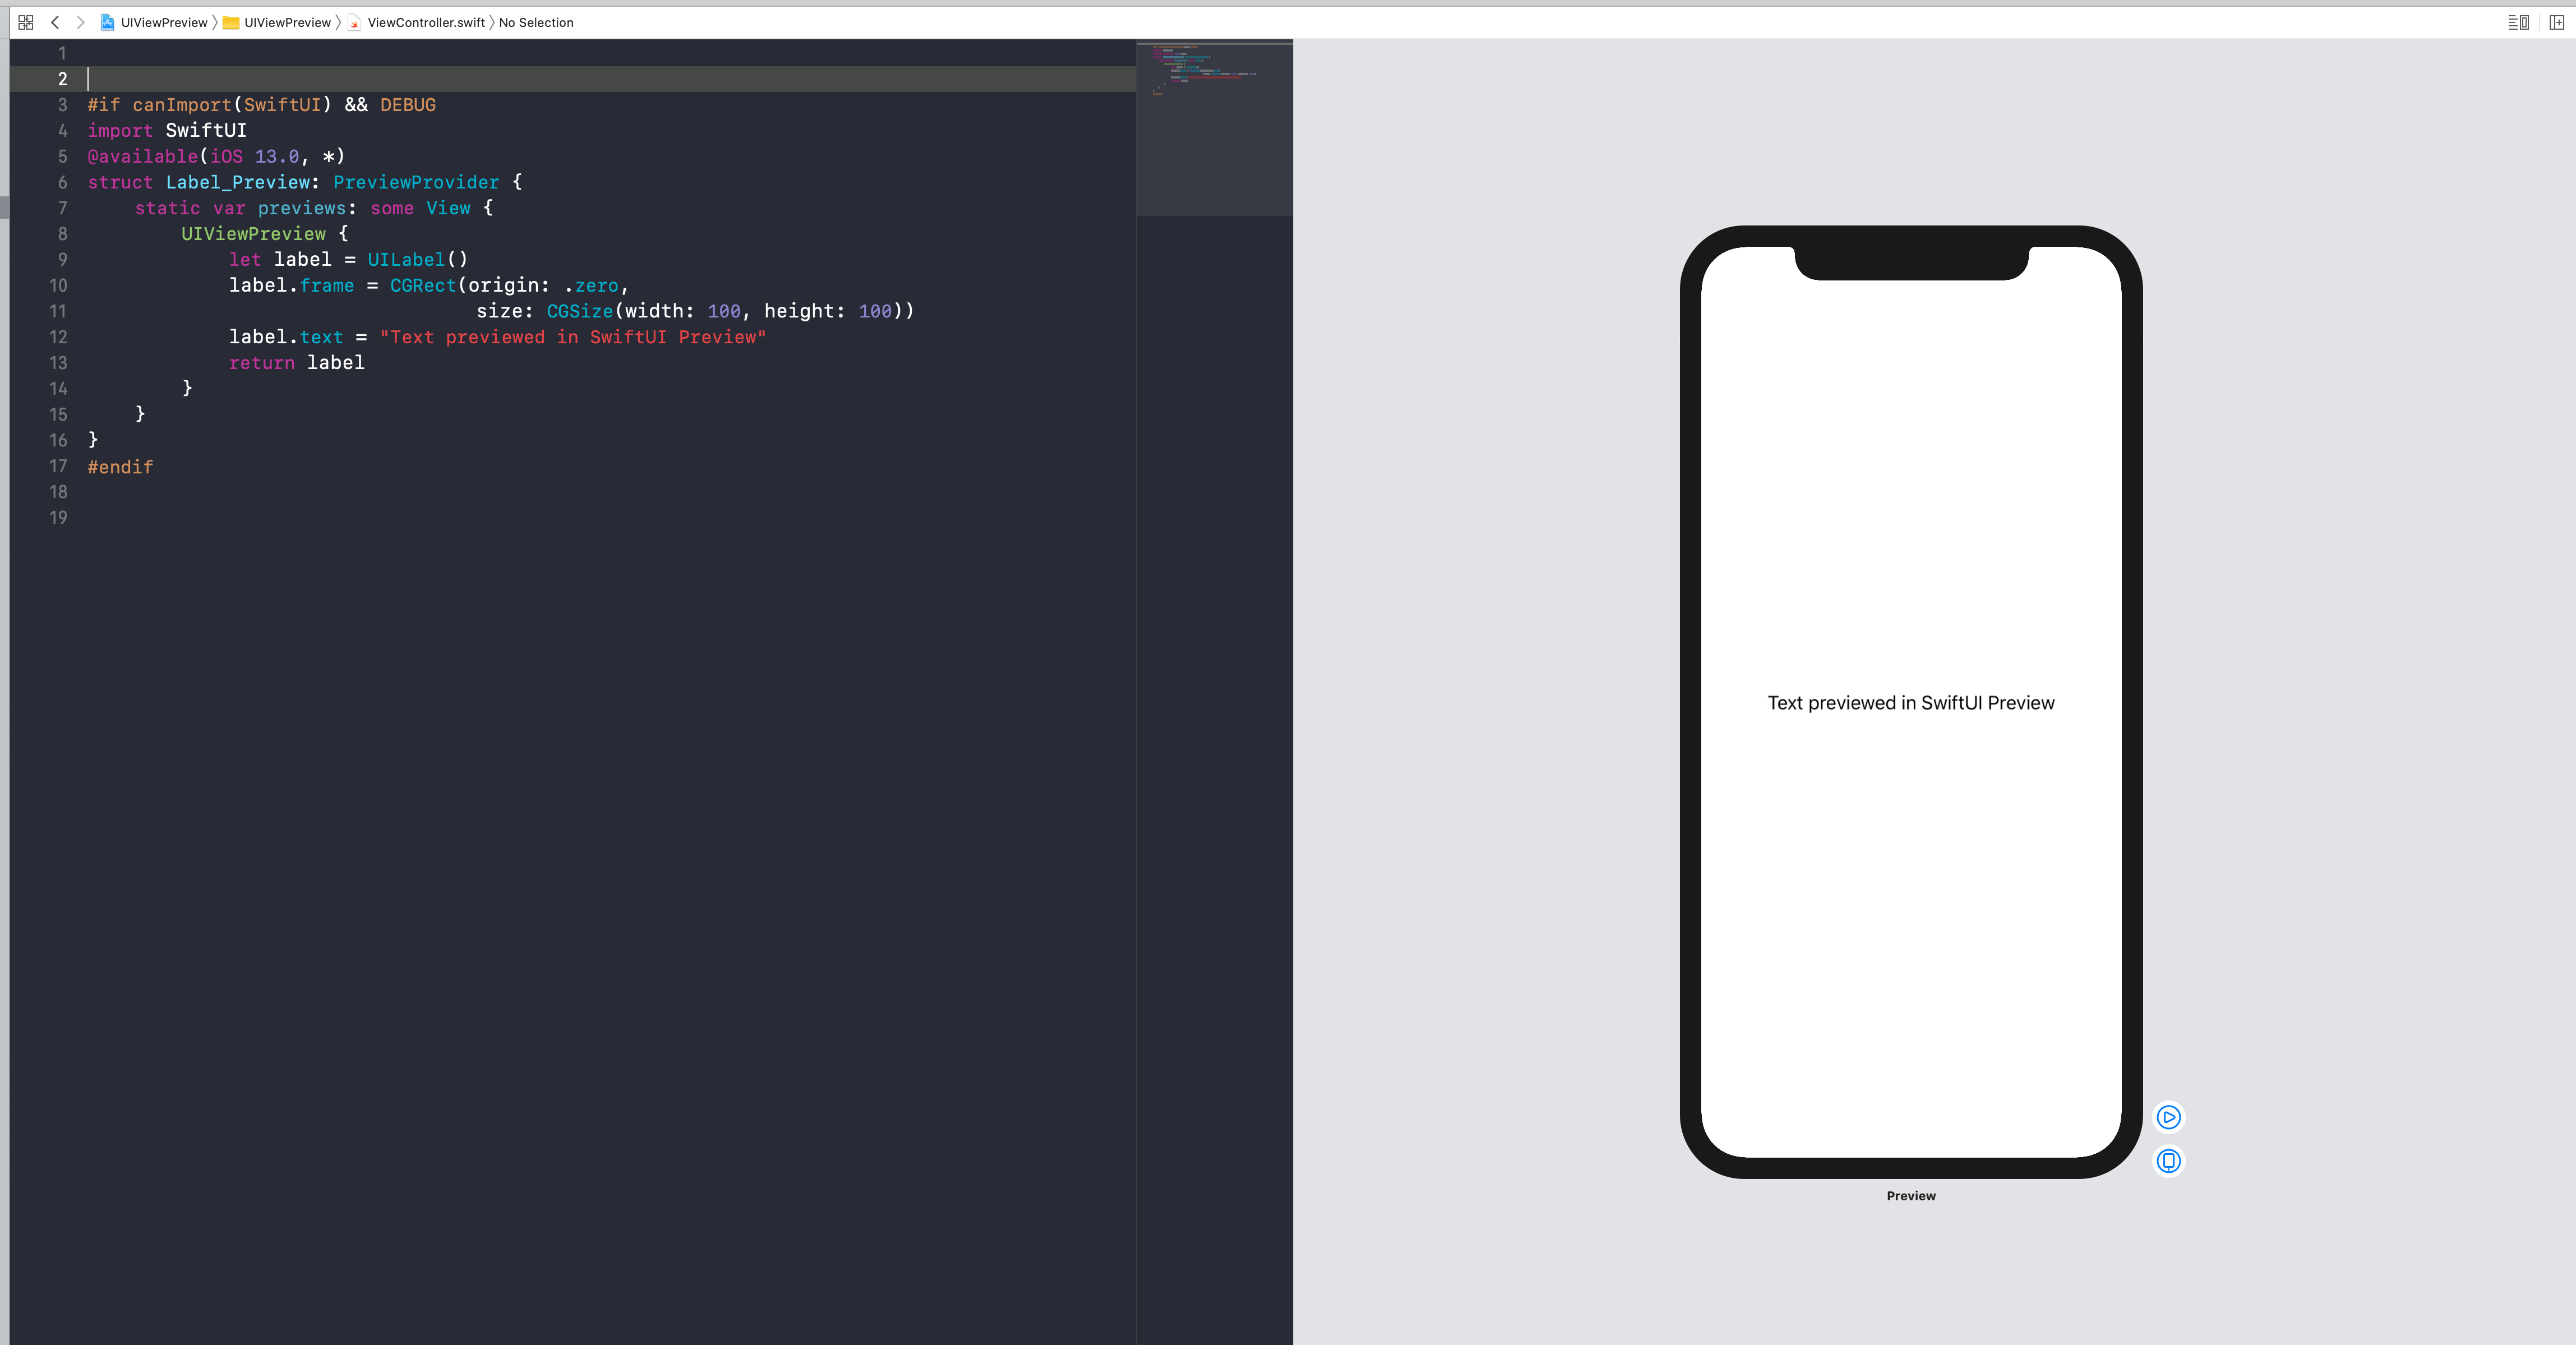 UIViewPreview 〉 UIViewPreview 〉 ViewController.swift 〉 No Selection
1
2
3 #if canImport(SwiftUI) && DEBUG
4 import SwiftUI
5 @available(iOS 13.0, *)
6 struct Label_Preview: PreviewProvider {
7     static var previews: some View {
8         UIViewPreview {
9             let label = UILabel()
10             label.frame = CGRect(origin: .zero,
11                                  size: CGSize(width: 100, height: 100))
12             label.text = "Text previewed in SwiftUI Preview"
13             return label
14         }
15     }
16 }
17 #endif
18
19
Text previewed in SwiftUI Preview
Preview